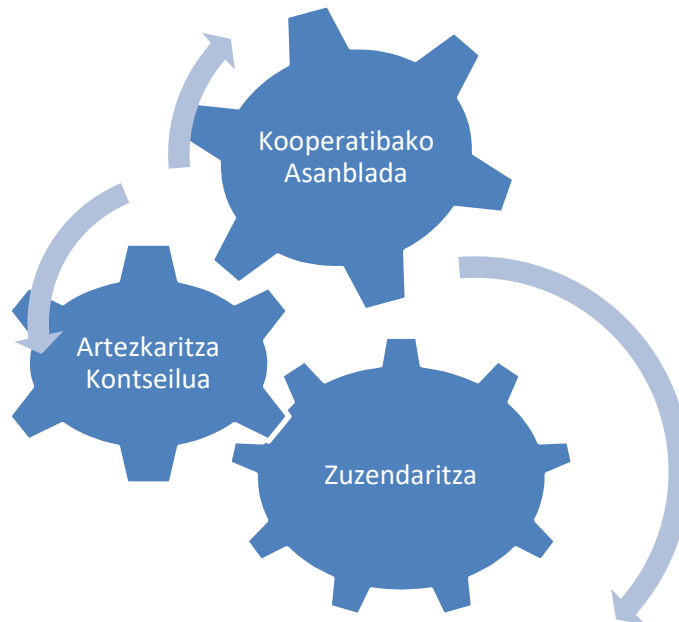 Kooperatibako
Asanblada
Artezkaritza
Kontseilua
Zuzendaritza